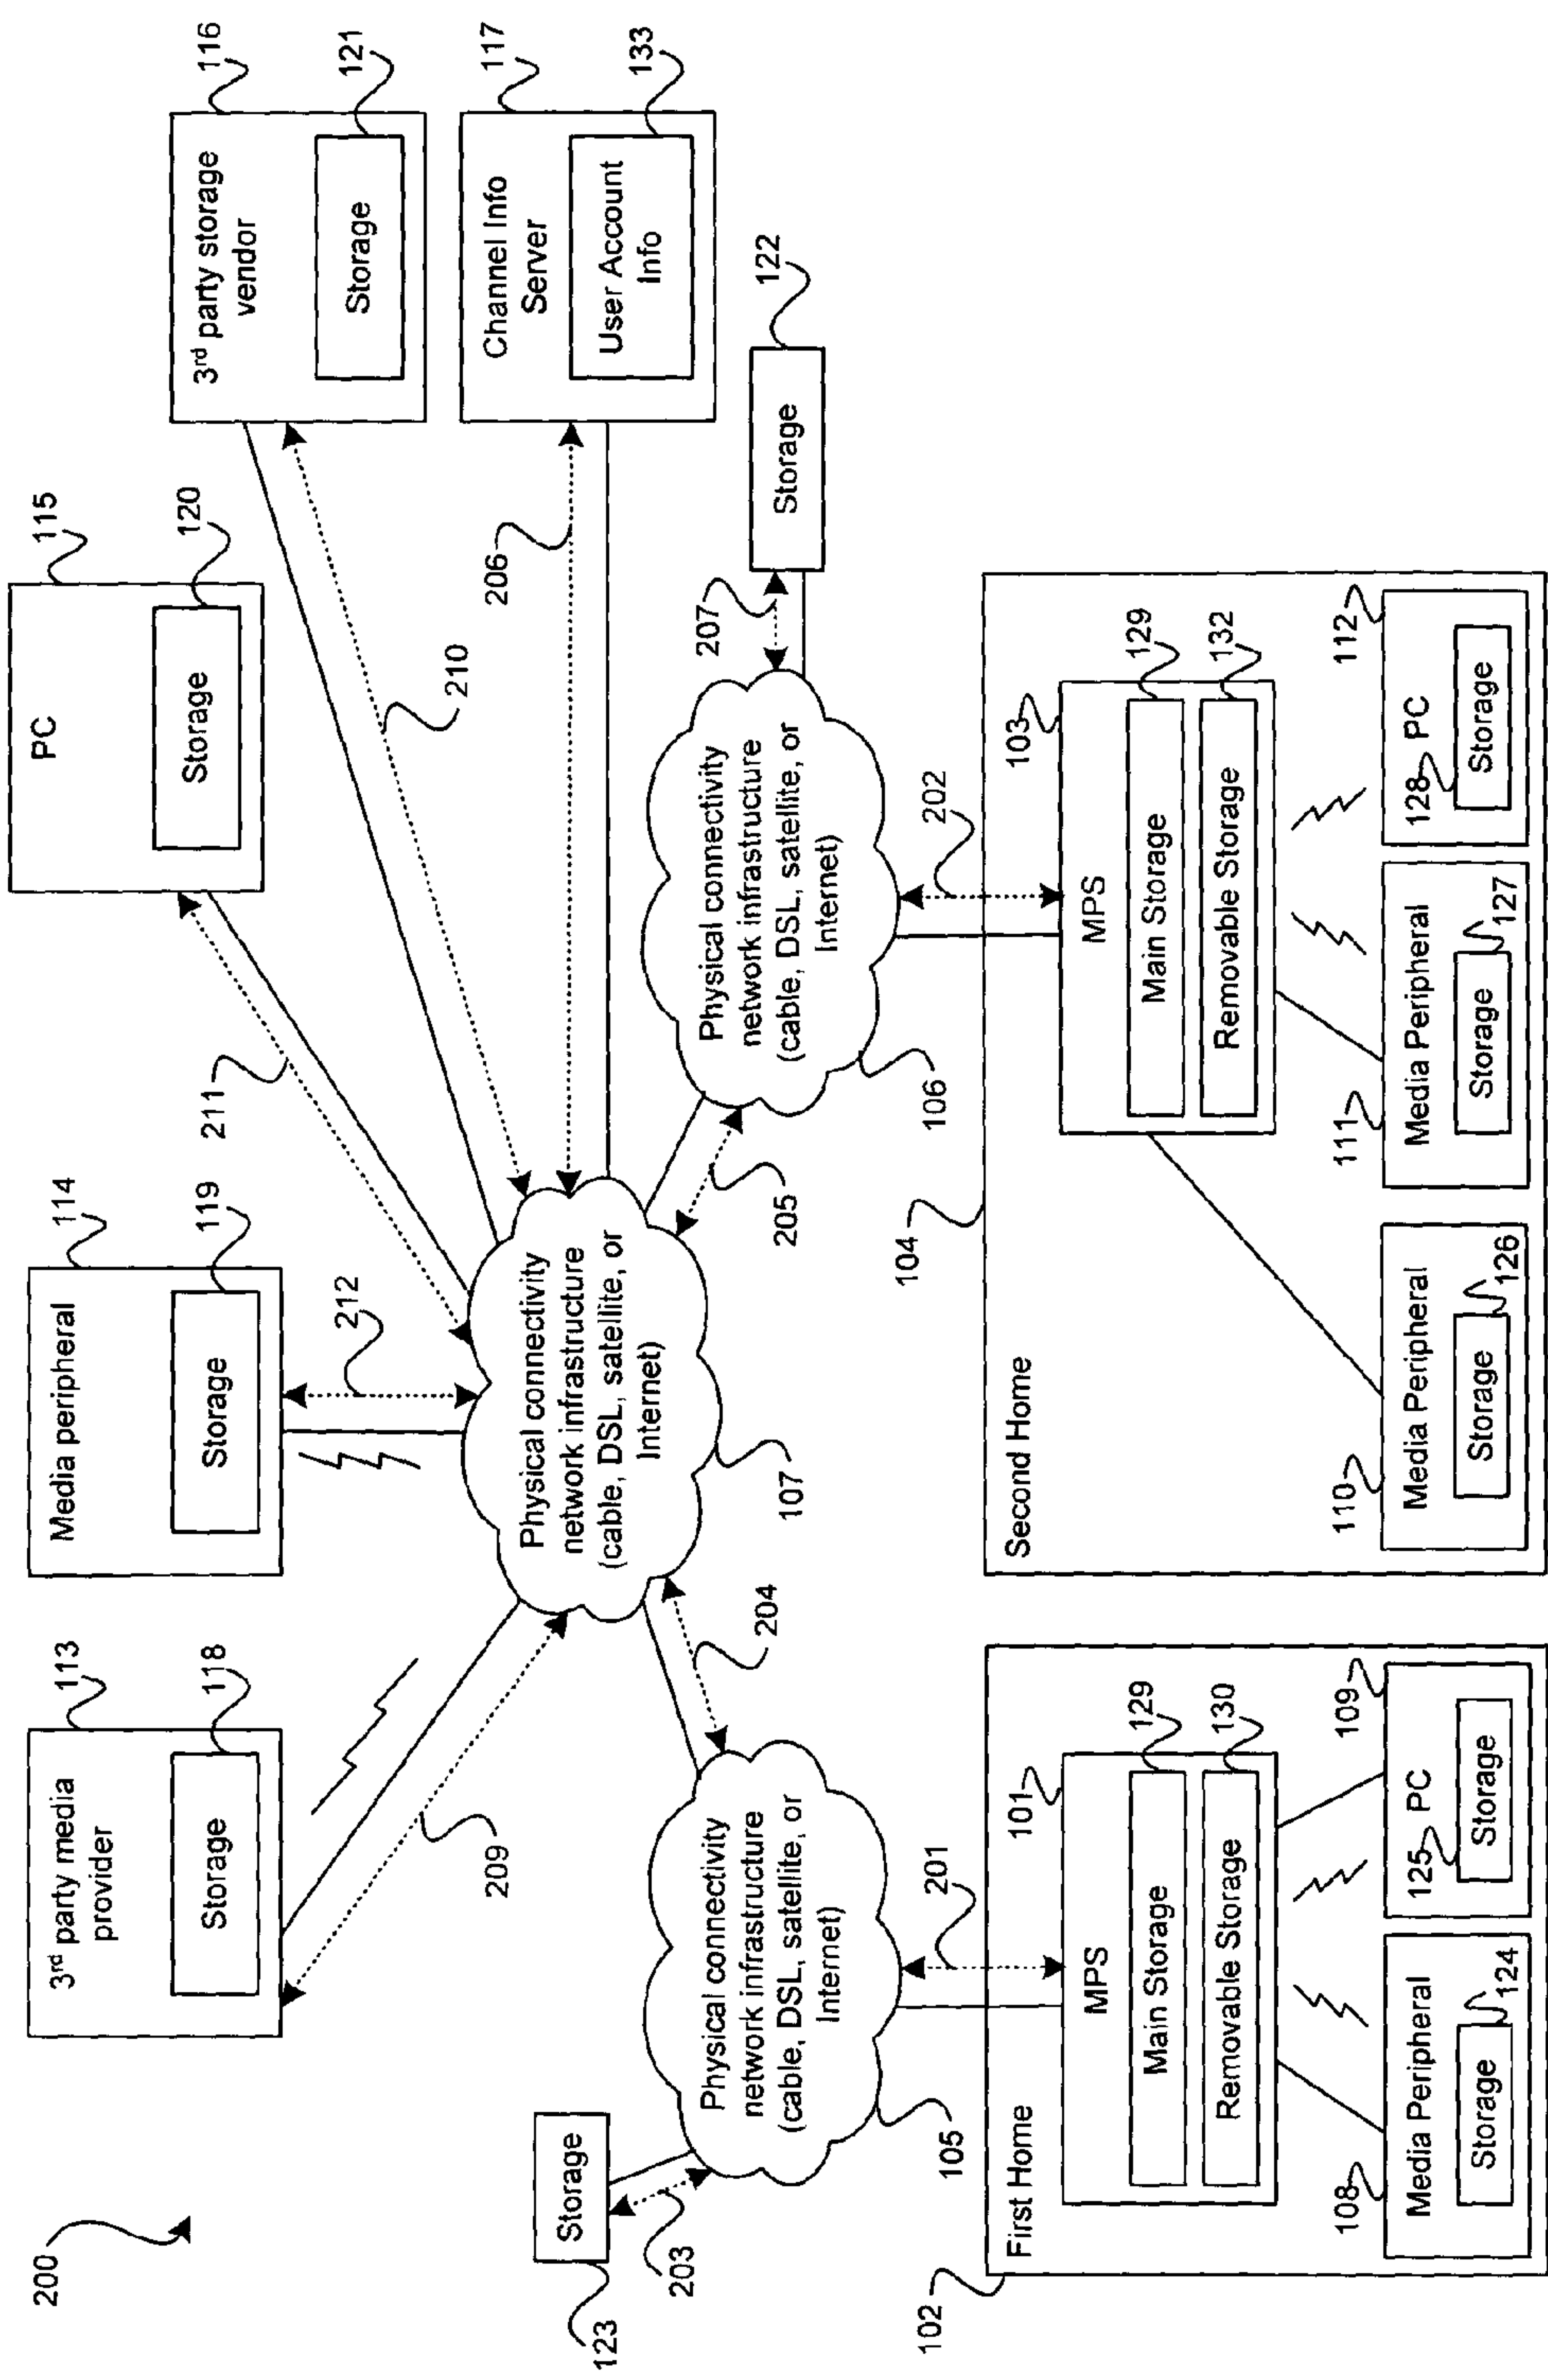 200
113
3rd party media
provider
118
Storage
209
114
Media peripheral
119
Storage
212
115
PC
120
Storage
211
116
3rd party storage
vendor
121
Storage
210
117
Channel Info
Server
133
User Account
Info
206
Physical connectivity
network infrastructure
(cable, DSL, satellite, or
Internet)
107
204
205
123
Storage
203
Physical connectivity
network infrastructure
(cable, DSL, satellite, or
Internet)
105
201
Physical connectivity
network infrastructure
(cable, DSL, satellite, or
Internet)
106
202
207
122
Storage
102
First Home
101
MPS
129
Main Storage
130
Removable Storage
108
Media Peripheral
Storage
124
109
125
PC
Storage
104
Second Home
103
MPS
129
Main Storage
132
Removable Storage
110
Media Peripheral
Storage
126
111
Media Peripheral
Storage
127
112
128
PC
Storage